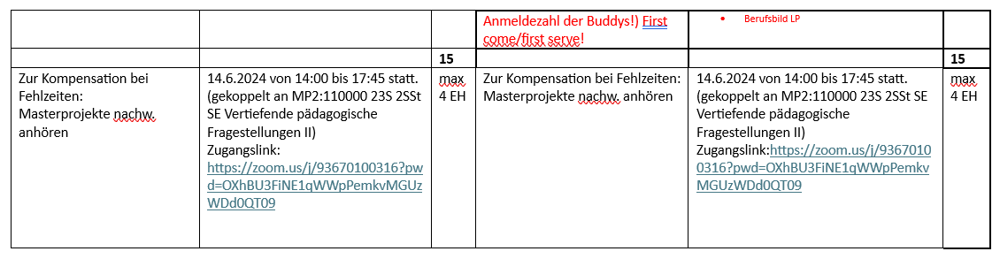 Anmeldezahl der Buddys!) First
come/first serve!
• Berufsbild LP
15
15
Zur Kompensation bei
Fehlzeiten:
Masterprojekte nachw.
anhören
14.6.2024 von 14:00 bis 17:45 statt.
(gekoppelt an MP2:110000 23S 2SSt
SE Vertiefende pädagogische
Fragestellungen II)
Zugangslink:
https://zoom.us/j/93670100316?pw
d=OXhBU3FiNE1qWWpPemkvMGUz
WDd0QT09
max
4 EH
Zur Kompensation bei Fehlzeiten:
Masterprojekte nachw. anhören
14.6.2024 von 14:00 bis 17:45 statt.
(gekoppelt an MP2:110000 23S 2SSt SE
Vertiefende pädagogische
Fragestellungen II)
Zugangslink:https://zoom.us/j/9367010
0316?pwd=OXhBU3FiNE1qWWpPemkv
MGUzWDd0QT09
max
4 EH